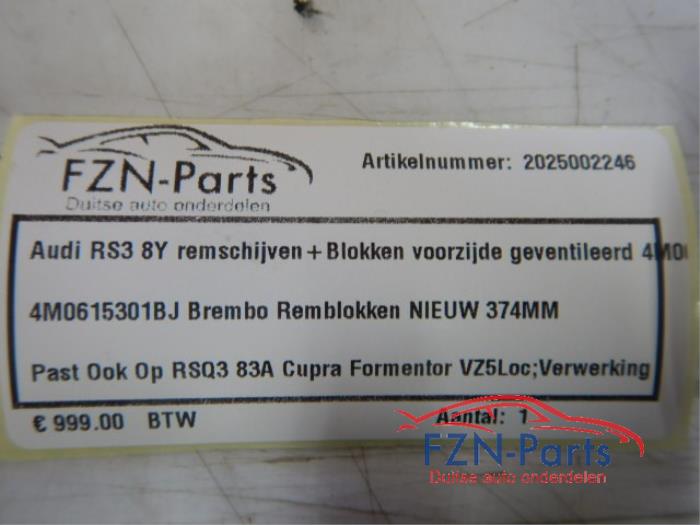 FZN-Parts
Duitse auto onderdelen
Artikelnummer: 2025002246
Audi RS3 8Y remschijven+Blokken voorzijde geventileerd
4M0615301BJ Brembo Remblokken NIEUW 374MM
Past Ook Op RSQ3 83A Cupra Formentor VZ5Loc;Verwerking
€ 999.00 BTW Aantal: 1
FZN-Parts
Duitse auto onderdelen